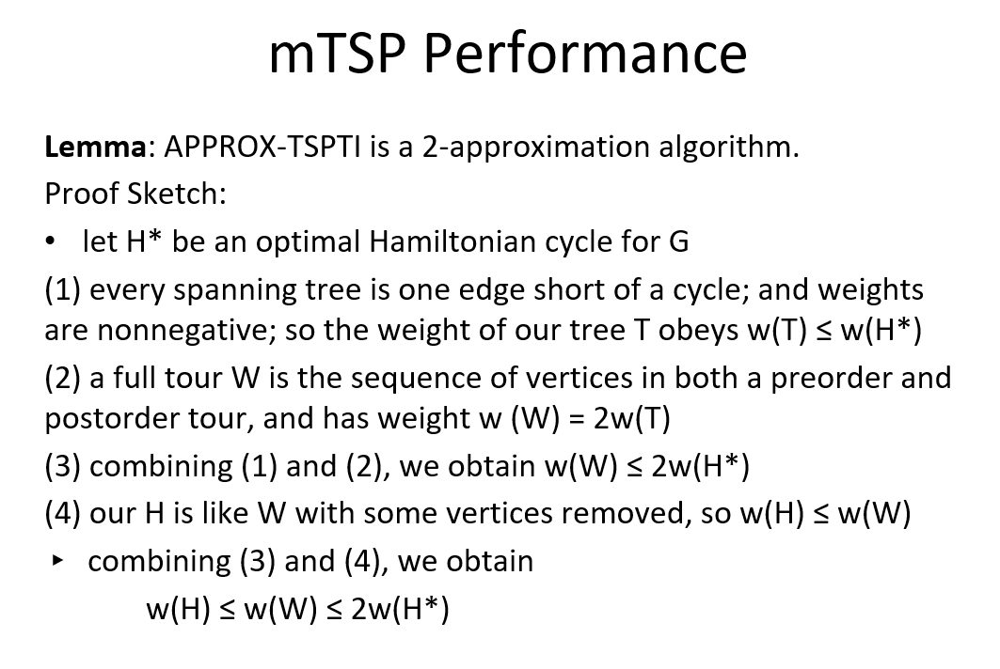 mTSP Performance
Lemma: APPROX-TSPTI is a 2-approximation algorithm.
Proof Sketch:
• let H* be an optimal Hamiltonian cycle for G
(1) every spanning tree is one edge short of a cycle; and weights
are nonnegative; so the weight of our tree T obeys w(T) ≤ w(H*)
(2) a full tour W is the sequence of vertices in both a preorder and
postorder tour, and has weight w (W) = 2w(T)
(3) combining (1) and (2), we obtain w(W) ≤ 2w(H*)
(4) our H is like W with some vertices removed, so w(H) ≤ w(W)
‣ combining (3) and (4), we obtain
w(H) ≤ w(W) ≤ 2w(H*)